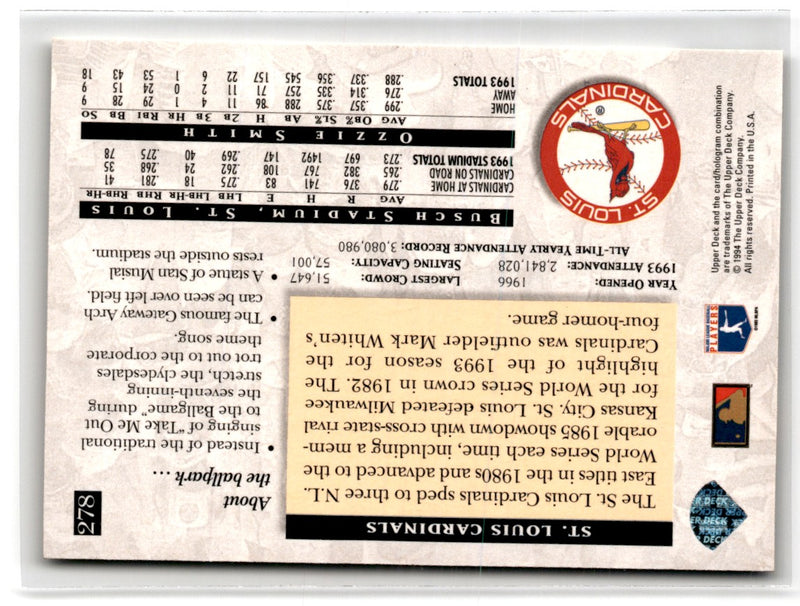 278
ST. LOUIS CARDINALS
The St. Louis Cardinals sped to three N.L.
East titles in the 1980s and advanced to the
World Series each time, including a mem-
orable 1985 showdown with cross-state rival
Kansas City. St. Louis defeated Milwaukee
for the World Series crown in 1982. The
highlight of the 1993 season for the
Cardinals was outfielder Mark Whiten's
four-homer game.
About
the ballpark ...
• Instead of the traditional
singing of "Take Me Out
to the Ballgame" during
the seventh-inning
stretch, the clydesdales
trot out to the corporate
theme song.
• The famous Gateway Arch
can be seen over left field.
• A statue of Stan Musial
rests outside the stadium.
YEAR OPENED: 1966 LARGEST CROWD: 51,647
1993 ATTENDANCE: 2,841,028 SEATING CAPACITY: 57,001
ALL-TIME YEARLY ATTENDANCE RECORD: 3,080,980
BUSCH STADIUM, ST. LOUIS
AVG R H E LHB-HR RHB-HR
CARDINALS AT HOME .279 376 741 83 .275 18 .281 41
CARDINALS ON ROAD .265 382 767 108 .262 24 .268 35
1993 STADIUM TOTALS .273 697 1492 147 .269 40 .275 78
OZZIE SMITH
AVG OB% SL% AB H 2B 3B HR RBI BB SO
HOME .299 .357 .375 288 86 11 4 1 29 28 9
AWAY .276 .314 .335 257 71 11 2 0 24 15 9
1993 TOTALS .288 .337 .356 545 157 22 6 1 53 43 18
ST. LOUIS
CARDINALS
®
UPPER DECK
MAJOR LEAGUE BASEBALL
PLAYERS
Upper Deck and the card/hologram combination
are trademarks of The Upper Deck Company.
© 1994 The Upper Deck Company.
All rights reserved. Printed in the U.S.A.